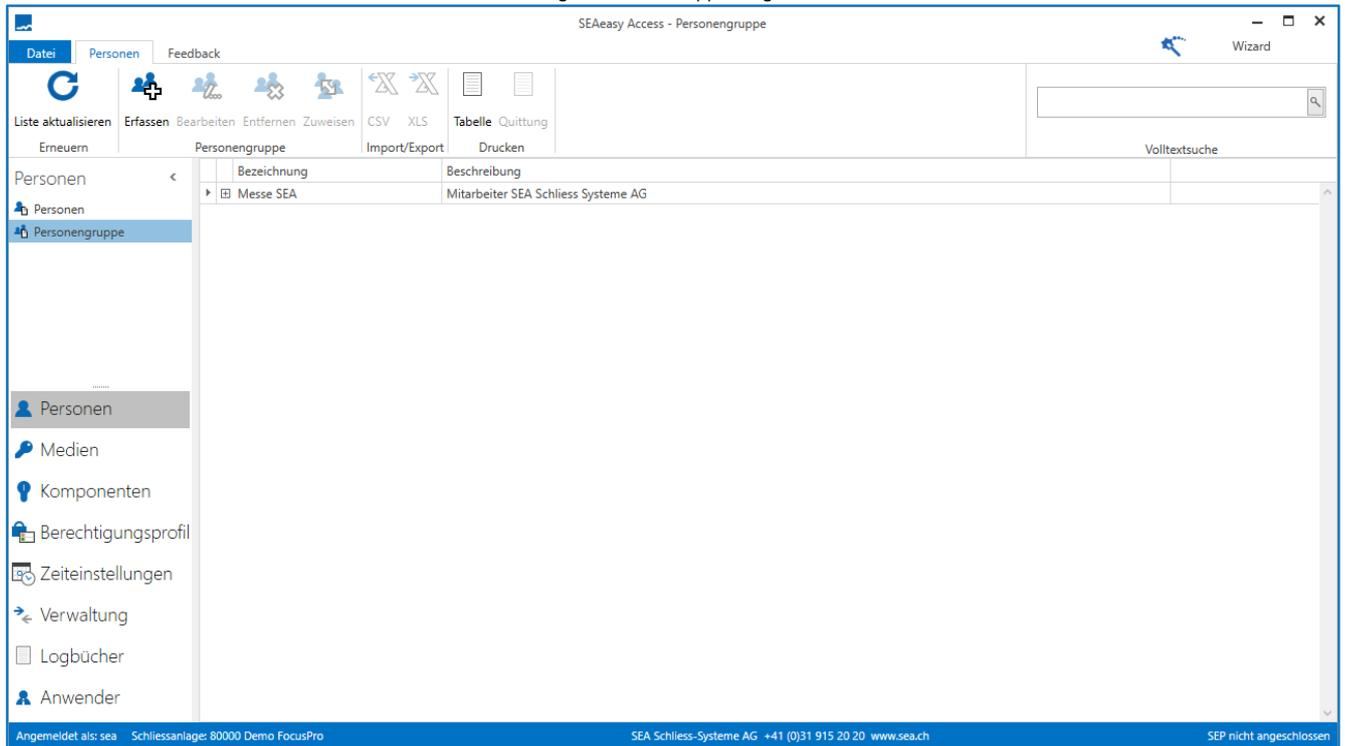 SEAeasy Access - Personengruppe
Datei Personen Feedback Wizard
Liste aktualisieren Erfassen Bearbeiten Entfernen Zuweisen CSV XLS Tabelle Quittung
Erneuern Personengruppe Import/Export Drucken Volltextsuche
Personen
Personen
Personengruppe
Bezeichnung Beschreibung
Messe SEA Mitarbeiter SEA Schliess Systeme AG
Personen
Medien
Komponenten
Berechtigungsprofil
Zeiteinstellungen
Verwaltung
Logbücher
Anwender
Angemeldet als: sea Schliessanlage: 80000 Demo FocusPro SEA Schliess-Systeme AG +41 (0)31 915 20 20 www.sea.ch SEP nicht angeschlossen